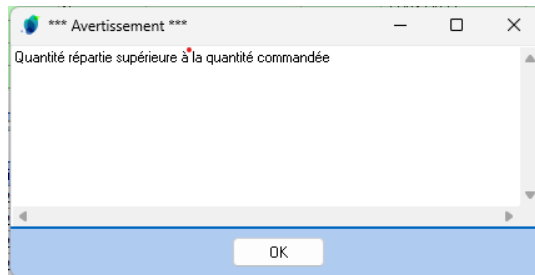 *** Avertissement ***
Quantité répartie supérieure à la quantité commandée
OK